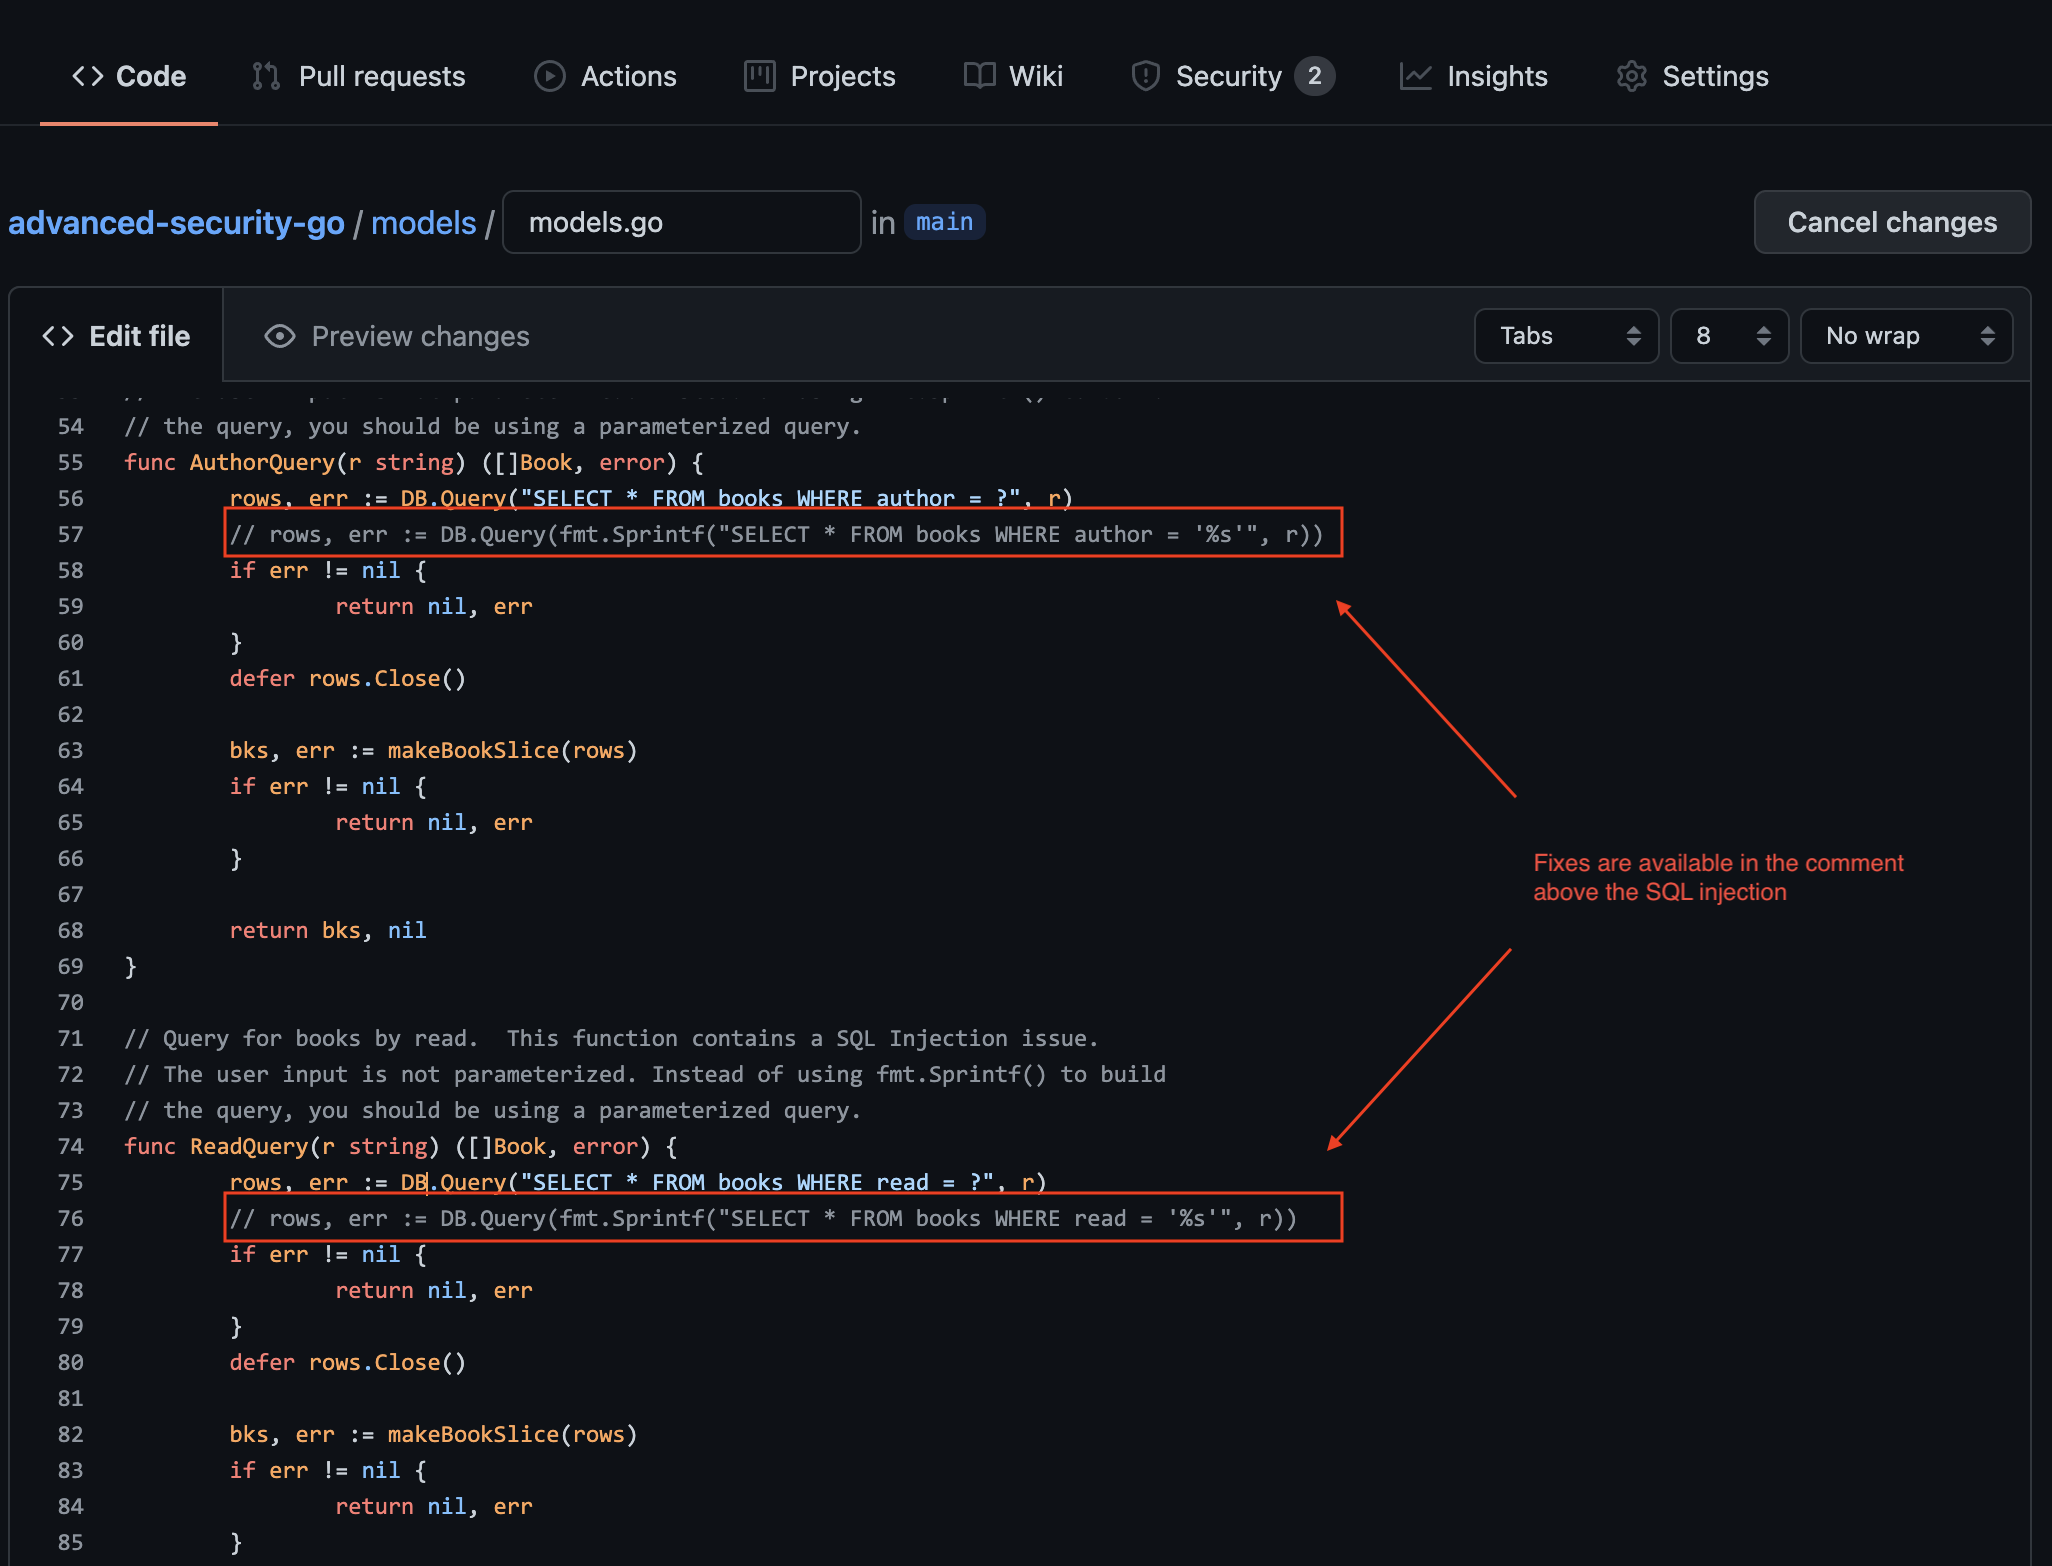 Code Pull requests Actions Projects Wiki Security 2 Insights Settings
advanced-security-go / models / models.go in main Cancel changes
Edit file Preview changes Tabs 8 No wrap
54 // the query, you should be using a parameterized query.
55 func AuthorQuery(r string) ([]Book, error) {
56 rows, err := DB.Query("SELECT * FROM books WHERE author = ?", r)
57 // rows, err := DB.Query(fmt.Sprintf("SELECT * FROM books WHERE author = '%s'", r))
58 if err != nil {
59 return nil, err
60 }
61 defer rows.Close()
62
63 bks, err := makeBookSlice(rows)
64 if err != nil {
65 return nil, err
66 }
Fixes are available in the comment
above the SQL injection
67
68 return bks, nil
69 }
70
71 // Query for books by read.  This function contains a SQL Injection issue.
72 // The user input is not parameterized. Instead of using fmt.Sprintf() to build
73 // the query, you should be using a parameterized query.
74 func ReadQuery(r string) ([]Book, error) {
75 rows, err := DB.Query("SELECT * FROM books WHERE read = ?", r)
76 // rows, err := DB.Query(fmt.Sprintf("SELECT * FROM books WHERE read = '%s'", r))
77 if err != nil {
78 return nil, err
79 }
80 defer rows.Close()
81
82 bks, err := makeBookSlice(rows)
83 if err != nil {
84 return nil, err
85 }